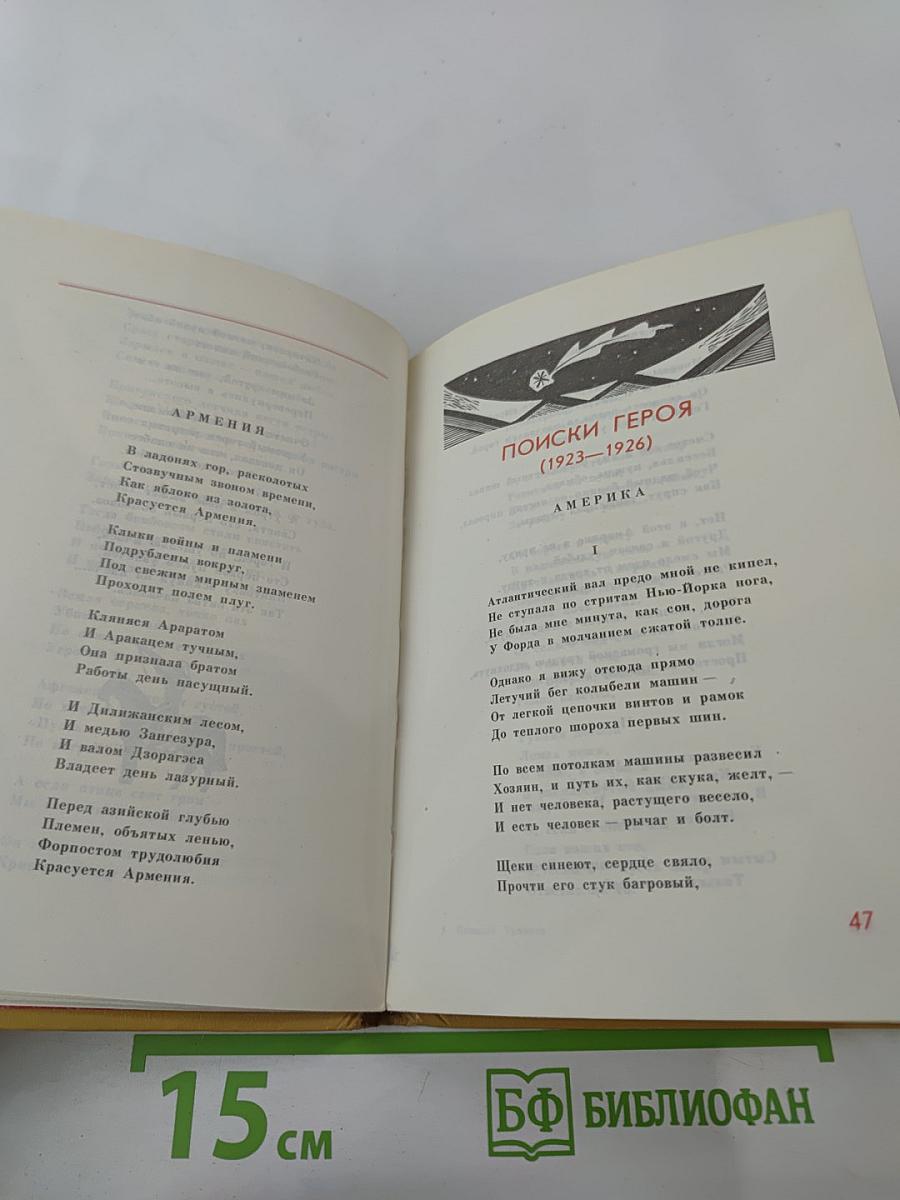 АРМЕНИЯ
В ладонях гор, расколотых
Стозвучным звоном времени,
Как яблоко из золота,
Красуется Армения.
Клыки войны и пламени
Подрублены вокруг,
Под свежим мирным знаменем
Проходит полем плуг.
Кляняся Араратом
И Аракацем тучным,
Она признала братом
Работы день насущный.
И Дилижанским лесом,
И медью Зангезура,
И валом Дзорагэса
Владеет день лазурный.
Перед азийской глубью
Племен, объятых ленью,
Форпостом трудолюбия
Красуется Армения.
ПОИСКИ ГЕРОЯ
(1923—1926)
АМЕРИКА
I
Атлантический вал предо мной не кипел,
Не ступала по стритам Нью-Йорка нога,
Не была мне минута, как сон, дорога
У Форда в молчанием сжатой толпе.
Однако я вижу отсюда прямо
Летучий бег колыбели машин —
От легкой цепочки винтов и рамок
До теплого шороха первых шин.
По всем потолкам машины развесил
Хозяин, и путь их, как скука, желт, —
И нет человека, растущего весело,
И есть человек — рычаг и болт.
Щеки синеют, сердце свяло,
Прочти его стук багровый,
47
15 см
БФ БИБЛИОФАН